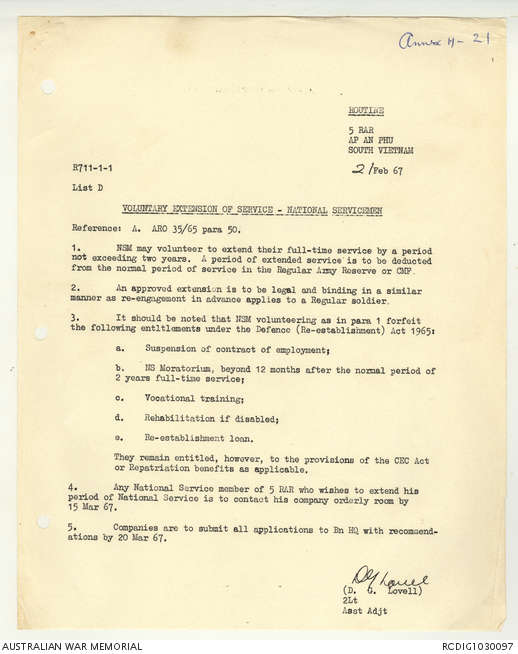 Annex H-21
ROUTINE
5 RAR
AP AN PHU
SOUTH VIETNAM
R711-1-1
21 Feb 67
List D
VOLUNTARY EXTENSION OF SERVICE - NATIONAL SERVICEMEN
Reference: A. ARO 35/65 para 50.
1. NSM may volunteer to extend their full-time service by a period
not exceeding two years. A period of extended service is to be deducted
from the normal period of service in the Regular Army Reserve or CMF.
2. An approved extension is to be legal and binding in a similar
manner as re-engagement in advance applies to a Regular soldier.
3. It should be noted that NSM volunteering as in para 1 forfeit
the following entltlements under the Defence (Re-establishment) Act 1965:
a. Suspension of contract of employment;
b. NS Moratorium, beyond 12 months after the normal period of
2 years full-time service;
c. Vocational training;
d. Rehabilitation if disabled;
e. Re-establishment loan.
They remain entitled, however, to the provisions of the CEC Act
or Repatriation benefits as applicable.
4. Any National Service member of 5 RAR who wishes to extend his
period of National Service is to contact his company orderly room by
15 Mar 67.
5. Companies are to submit all applications to Bn HQ with recommend-
ations by 20 Mar 67.
D G Lovell
(D. G. Lovell)
2Lt
Asst Adjt
AUSTRALIAN WAR MEMORIAL
RCDIG1030097